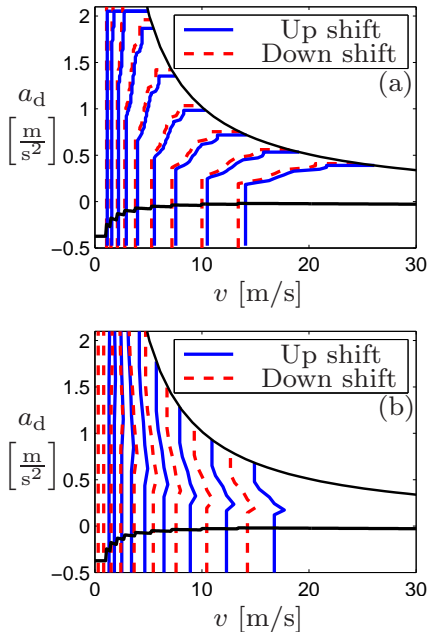 2
1.5
1
0.5
0
−0.5
a_d
[m/s²]
Up shift
Down shift
(a)
0 10 20 30
v [m/s]
2
1.5
1
0.5
0
−0.5
a_d
[m/s²]
Up shift
Down shift
(b)
0 10 20 30
v [m/s]